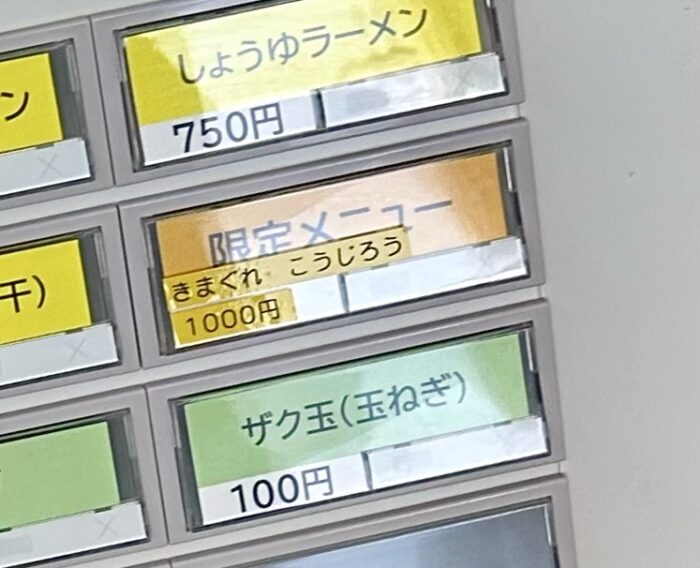 しょうゆラーメン
750円
ン
限定メニュー
きまぐれ こうじろう
1000円
干)
ザク玉(玉ねぎ)
100円